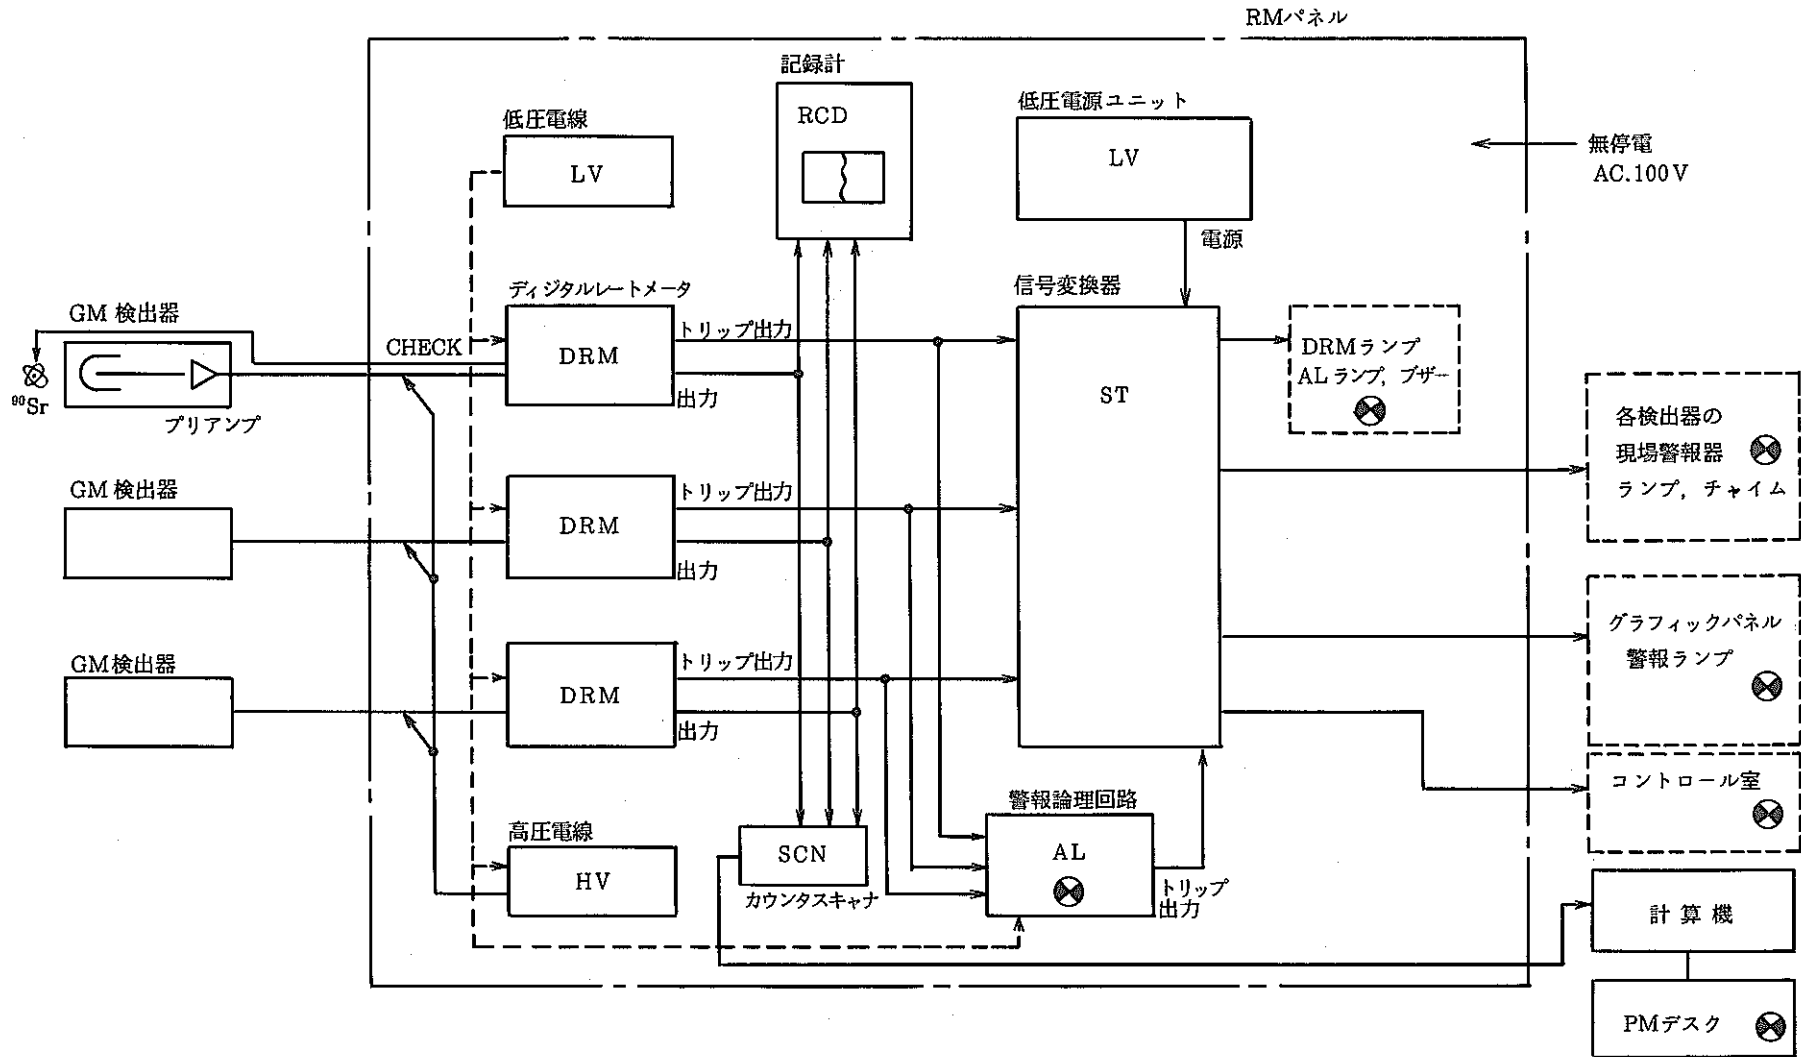 RMパネル
記録計
RCD
低圧電線
LV
低圧電源ユニット
LV
無停電
AC.100V
電源
GM 検出器
⁹⁰Sr
プリアンプ
CHECK
ディジタルレートメータ
DRM
トリップ出力
出力
信号変換器
ST
DRMランプ
ALランプ, ブザー
各検出器の
現場警報器
ランプ, チャイム
GM 検出器
DRM
トリップ出力
出力
グラフィックパネル
警報ランプ
GM検出器
DRM
トリップ出力
出力
コントロール室
高圧電線
HV
SCN
カウンタスキャナ
警報論理回路
AL
トリップ
出力
計算機
PMデスク